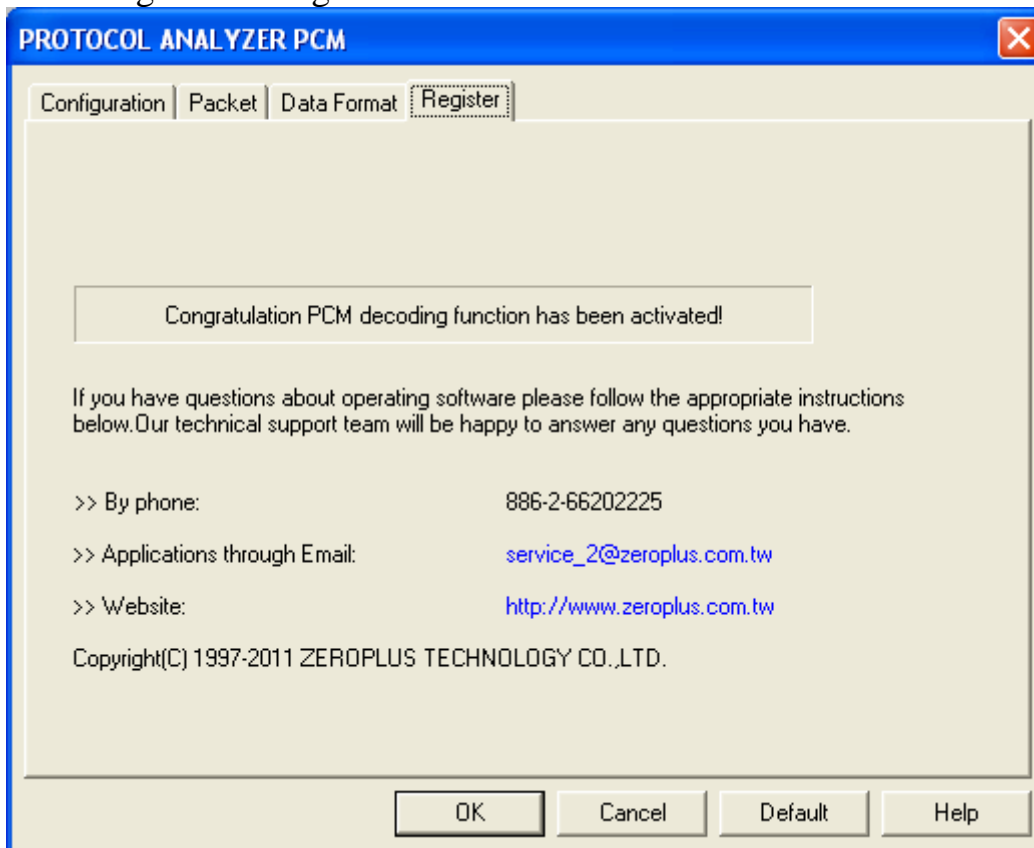 PROTOCOL ANALYZER PCM
Configuration Packet Data Format Register
Congratulation PCM decoding function has been activated!
If you have questions about operating software please follow the appropriate instructions
below.Our technical support team will be happy to answer any questions you have.
>> By phone: 886-2-66202225
>> Applications through Email: service_2@zeroplus.com.tw
>> Website: http://www.zeroplus.com.tw
Copyright(C) 1997-2011 ZEROPLUS TECHNOLOGY CO.,LTD.
OK Cancel Default Help